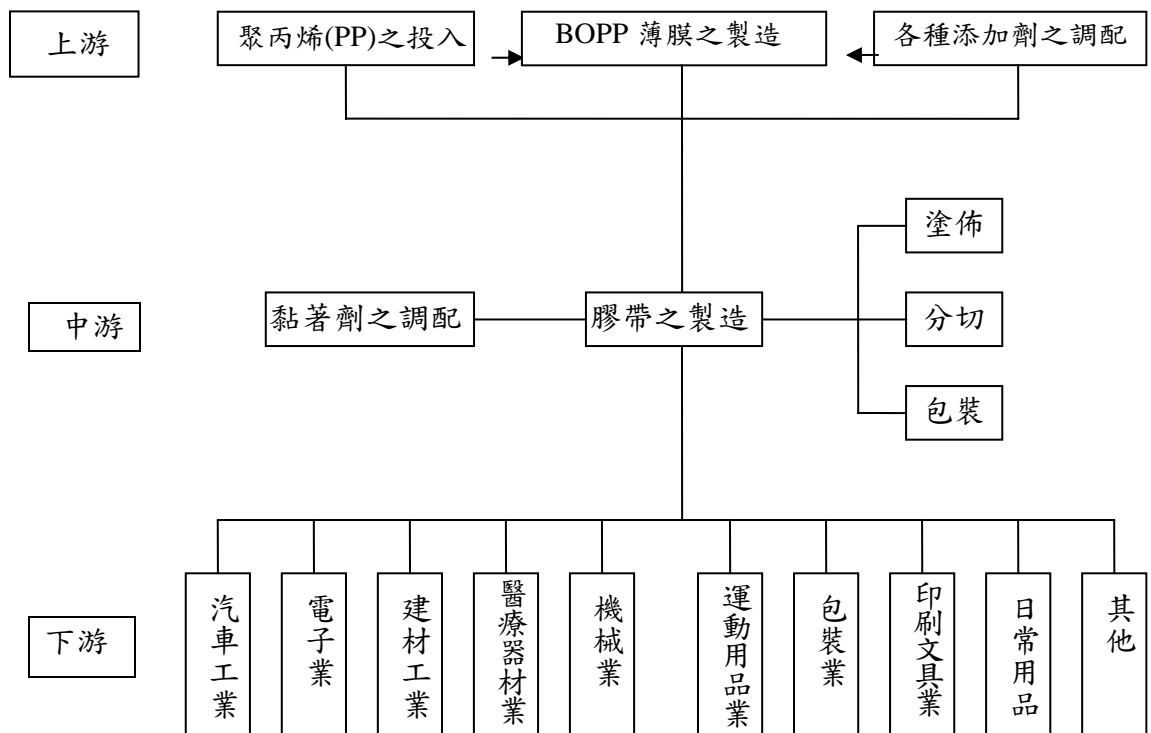 上游
聚丙烯(PP)之投入
BOPP 薄膜之製造
各種添加劑之調配
塗佈
中游
黏著劑之調配
膠帶之製造
分切
包裝
下游
汽車工業
電子業
建材工業
醫療器材業
機械業
運動用品業
包裝業
印刷文具業
日常用品
其他